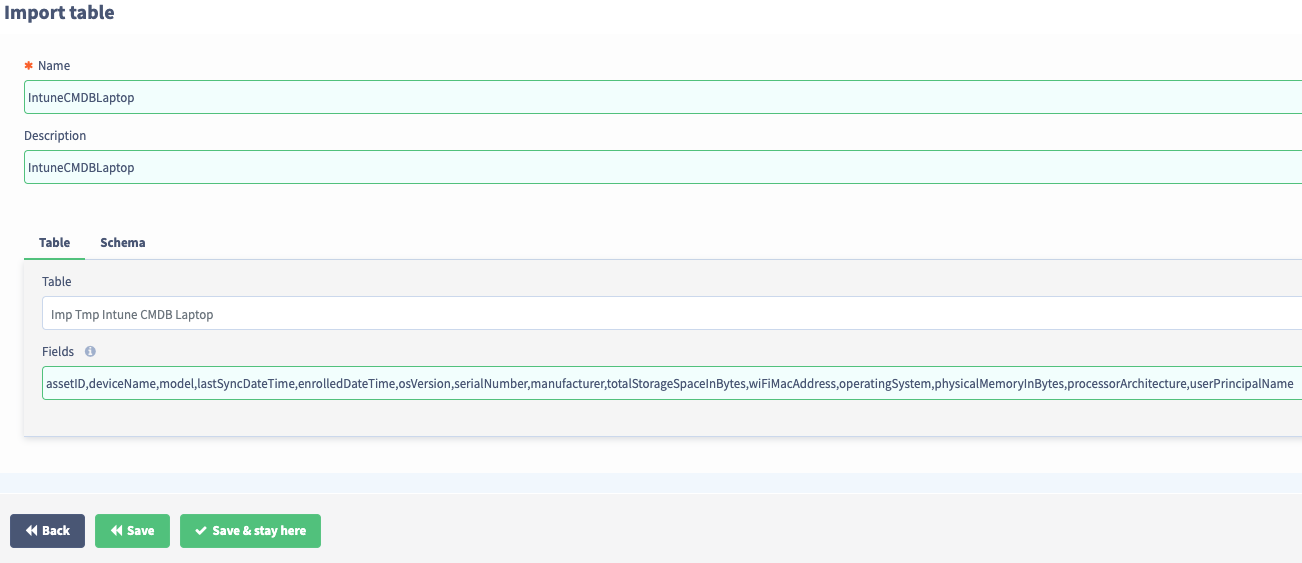 Import table
* Name
IntuneCMDBLaptop
Description
IntuneCMDBLaptop
Table Schema
Table
Imp Tmp Intune CMDB Laptop
Fields
assetID,deviceName,model,lastSyncDateTime,enrolledDateTime,osVersion,serialNumber,manufacturer,totalStorageSpaceInBytes,wiFiMacAddress,operatingSystem,physicalMemoryInBytes,processorArchitecture,userPrincipalName
Back Save Save & stay here